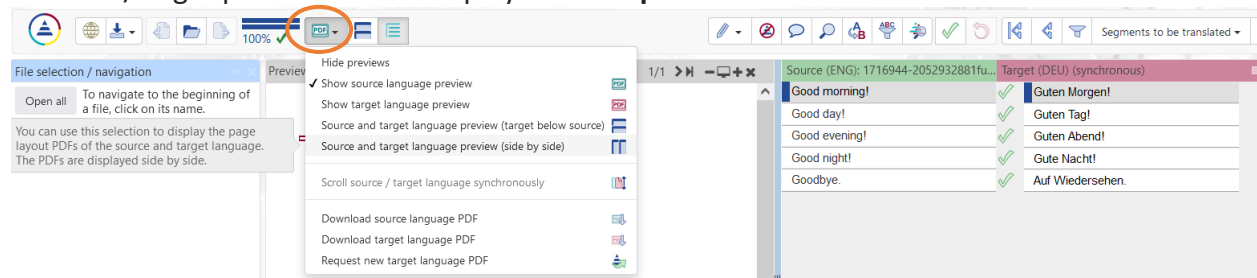 100%
PDF
Segments to be translated
File selection / navigation
Open all
To navigate to the beginning of
a file, click on its name.
You can use this selection to display the page
layout PDFs of the source and target language.
The PDFs are displayed side by side.
Preview
1/1
Hide previews
Show source language preview
Show target language preview
Source and target language preview (target below source)
Source and target language preview (side by side)
Scroll source / target language synchronously
Download source language PDF
Download target language PDF
Request new target language PDF
Source (ENG): 1716944-2052932881fu...
Target (DEU) (synchronous)
Good morning!
Guten Morgen!
Good day!
Guten Tag!
Good evening!
Guten Abend!
Good night!
Gute Nacht!
Goodbye.
Auf Wiedersehen.